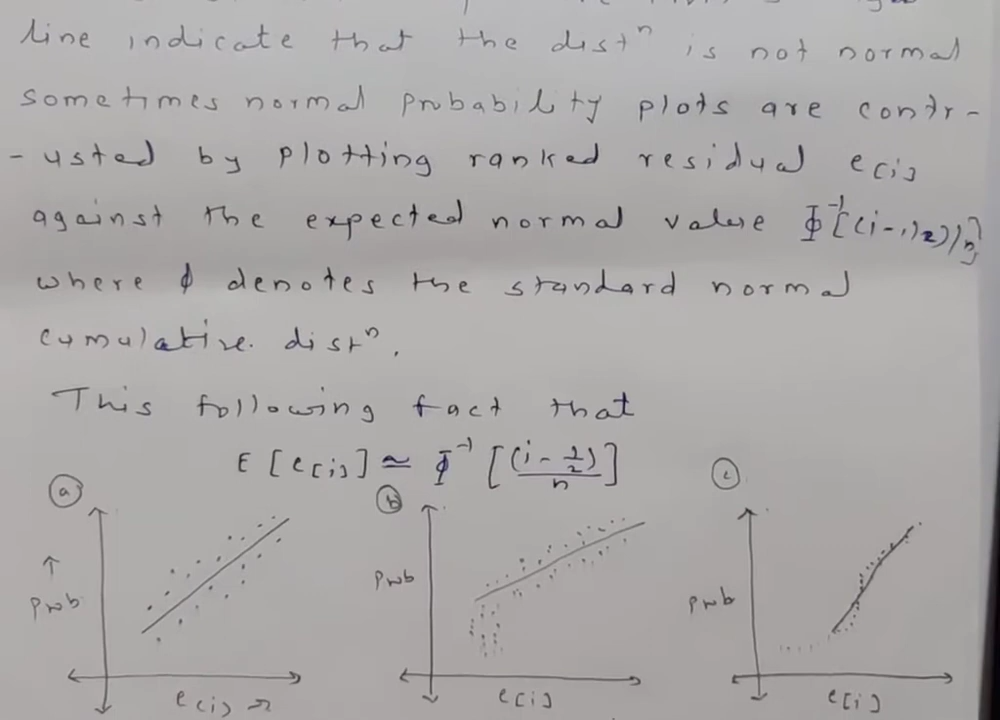 line indicate that the distⁿ is not normal
sometimes normal probability plots are contr-
- usted by plotting ranked residual e[i]
against the expected normal value Φ⁻¹[(i-1/2)/n]
where φ denotes the standard normal
cumulative. distⁿ.
This following fact that
E [e[i]] ≃ Φ⁻¹ [(i - 1/2)/n]
(a) (b) (c)
↑ Prob Prob Prob
e(i) → e[i] e[i]